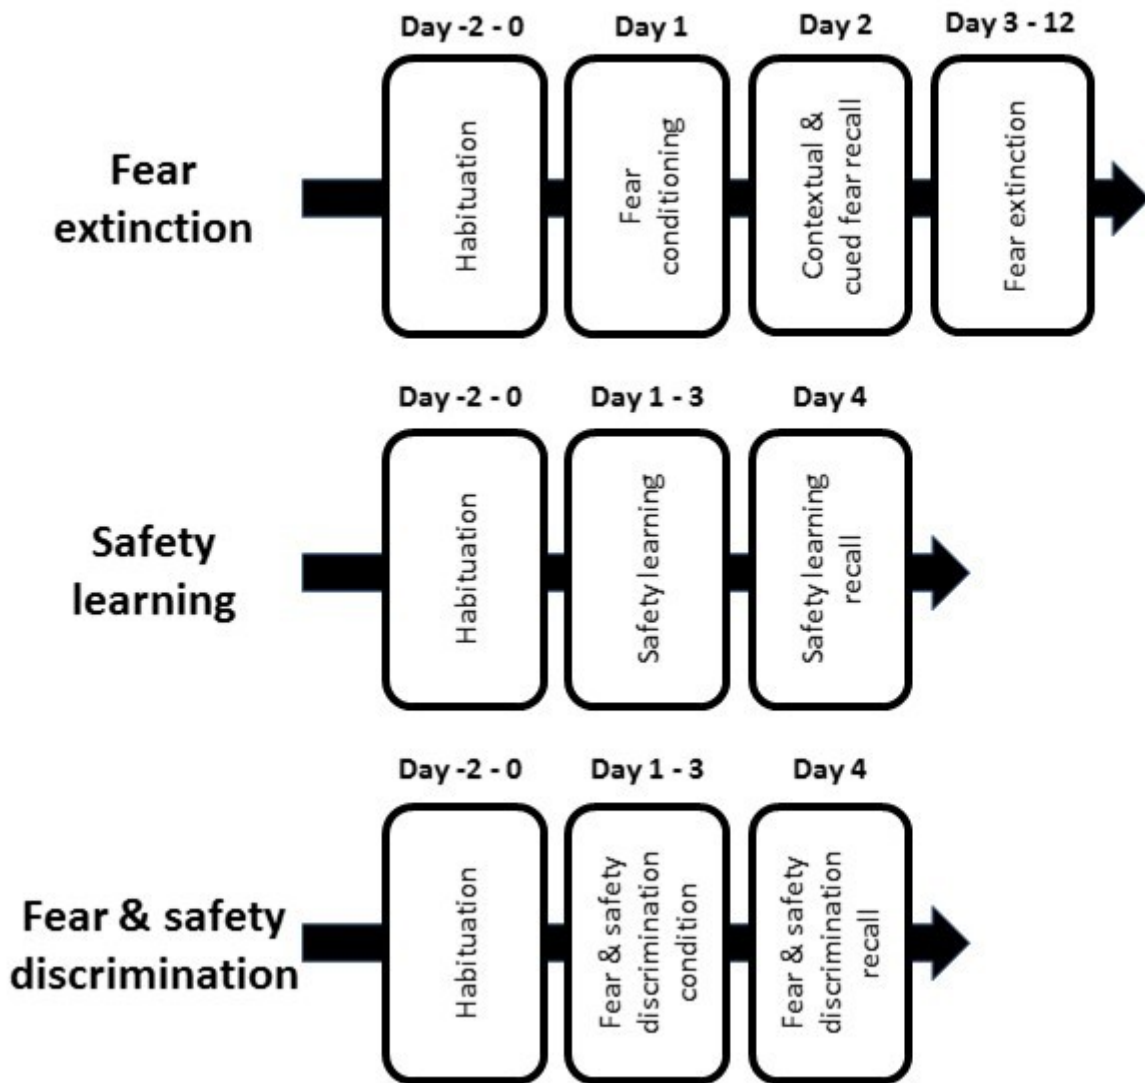 Day -2 - 0 Day 1 Day 2 Day 3 - 12
Fear
extinction
Habituation
Fear
conditioning
Contextual &
cued fear recall
Fear extinction
Day -2 - 0 Day 1 - 3 Day 4
Safety
learning
Habituation
Safety learning
Safety learning
recall
Day -2 - 0 Day 1 - 3 Day 4
Fear & safety
discrimination
Habituation
Fear & safety
discrimination
condition
Fear & safety
discrimination
recall